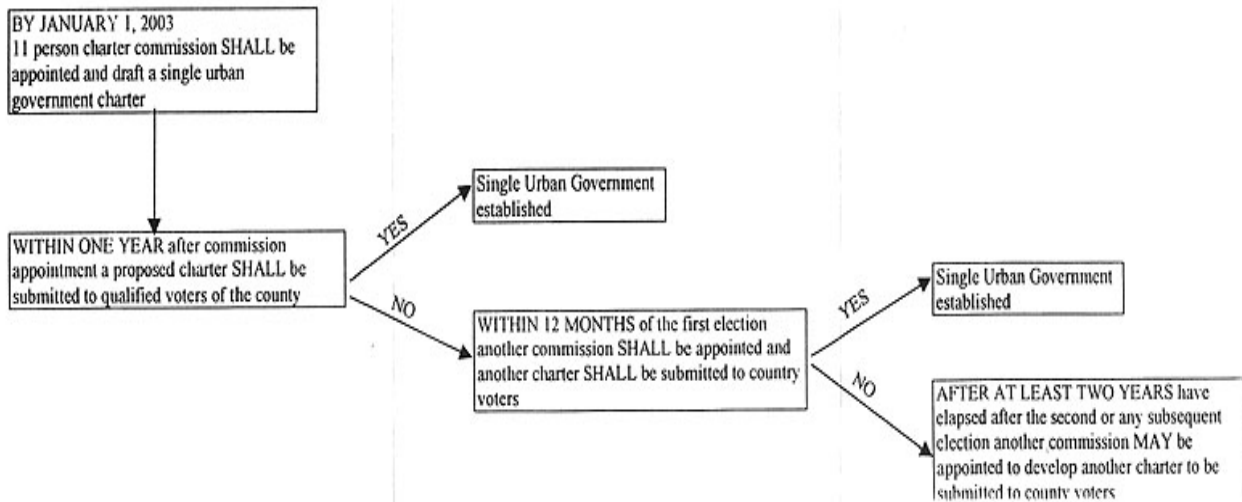 BY JANUARY 1, 2003
11 person charter commission SHALL be
appointed and draft a single urban
government charter
WITHIN ONE YEAR after commission
appointment a proposed charter SHALL be
submitted to qualified voters of the county
YES
Single Urban Government
established
NO
WITHIN 12 MONTHS of the first election
another commission SHALL be appointed and
another charter SHALL be submitted to country
voters
YES
Single Urban Government
established
NO
AFTER AT LEAST TWO YEARS have
elapsed after the second or any subsequent
election another commission MAY be
appointed to develop another charter to be
submitted to county voters